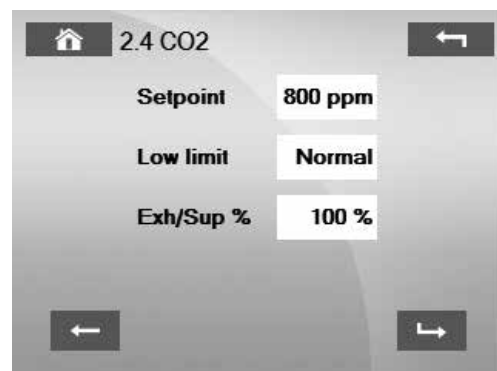 2.4 CO2
Setpoint 800 ppm
Low limit Normal
Exh/Sup % 100 %